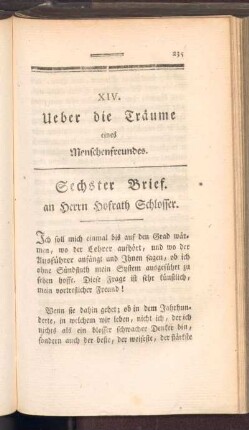 235
XIV.
Ueber die Träume
eines
Menschenfreundes.
Sechster Brief.
an Herrn Hofrath Schlosser.
Ich soll mich einmal bis auf den Grad wär-
men, wo der Lehrer aufhört, und wo der
Ausführer anfängt und Ihnen sagen, ob ich
ohne Sündfluth mein System ausgeführt zu
sehen hoffe. Diese Frage ist sehr künstlich,
mein vortreflicher Freund!
Wenn sie dahin gehet; ob in dem Jahrhun-
derte, in welchem wir leben, nicht ich, der ich
nichts als ein blosser schwacher Denker bin,
sondern auch der beste, der weiseste, der stärkste